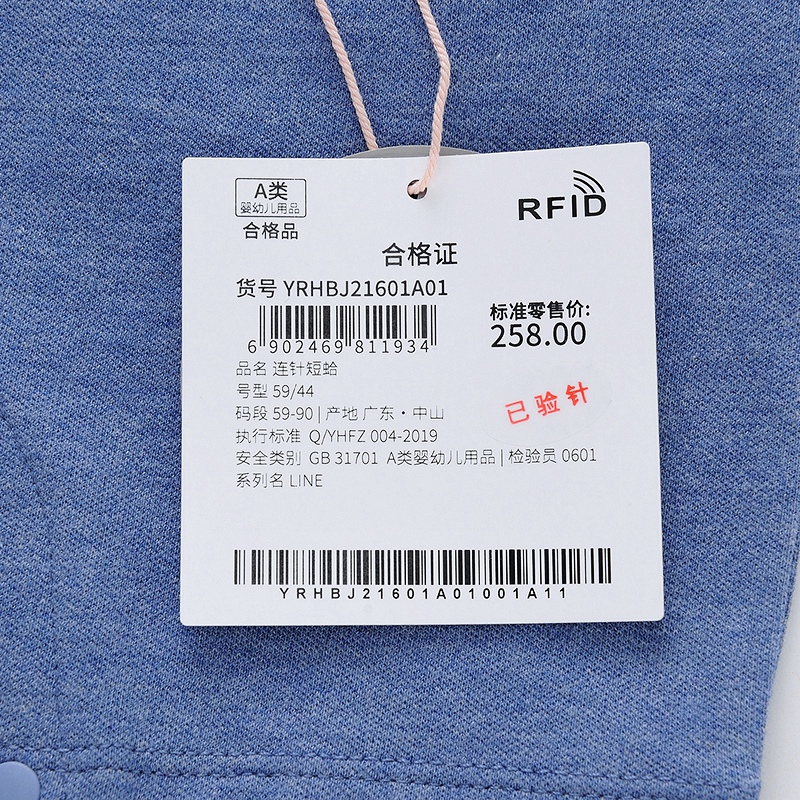 A类
婴幼儿用品
合格品
RFID
合格证
货号 YRHBJ21601A01
6 902469 811934
标准零售价:
258.00
品名 连针短蛤
号型 59/44
码段 59-90 | 产地 广东·中山
已验针
执行标准 Q/YHFZ 004-2019
安全类别 GB 31701 A类婴幼儿用品 | 检验员 0601
系列名 LINE
YRHBJ21601A01001A11